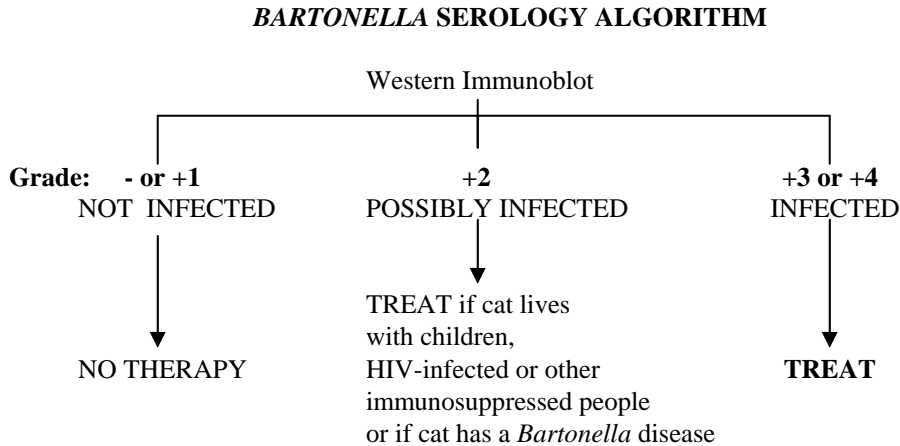 BARTONELLA SEROLOGY ALGORITHM
Western Immunoblot
Grade: - or +1 +2 +3 or +4
NOT INFECTED POSSIBLY INFECTED INFECTED
TREAT if cat lives
with children,
NO THERAPY HIV-infected or other TREAT
immunosuppressed people
or if cat has a Bartonella disease